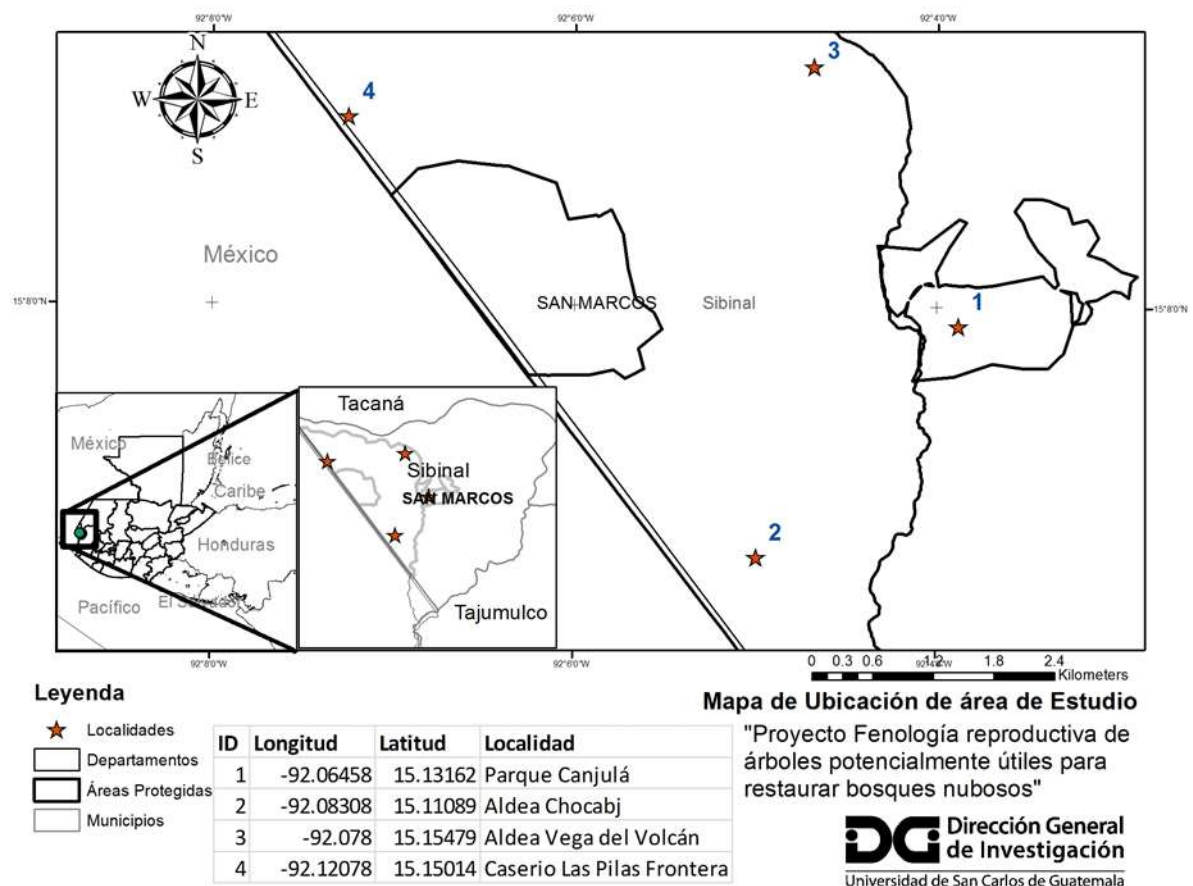 92°8'0"W
92°6'0"W
92°4'0"W
N
W
E
S
4
3
México
15°8'0"N
SAN MARCOS
Sibinal
1
15°8'0"N
2
México
Belice
Caribe
Honduras
Pacífico
El Salvador
Tacaná
Sibinal
SAN MARCOS
Tajumulco
92°8'0"W
92°6'0"W
92°4'0"W
0 0.3 0.6 1.2 1.8 2.4
Kilometers
Leyenda
Localidades
Departamentos
Áreas Protegidas
Municipios
ID Longitud Latitud Localidad
1 -92.06458 15.13162 Parque Canjulá
2 -92.08308 15.11089 Aldea Chocabj
3 -92.078 15.15479 Aldea Vega del Volcán
4 -92.12078 15.15014 Caserio Las Pilas Frontera
Mapa de Ubicación de área de Estudio
"Proyecto Fenología reproductiva de
árboles potencialmente útiles para
restaurar bosques nubosos"
DGi Dirección General
de Investigación
Universidad de San Carlos de Guatemala